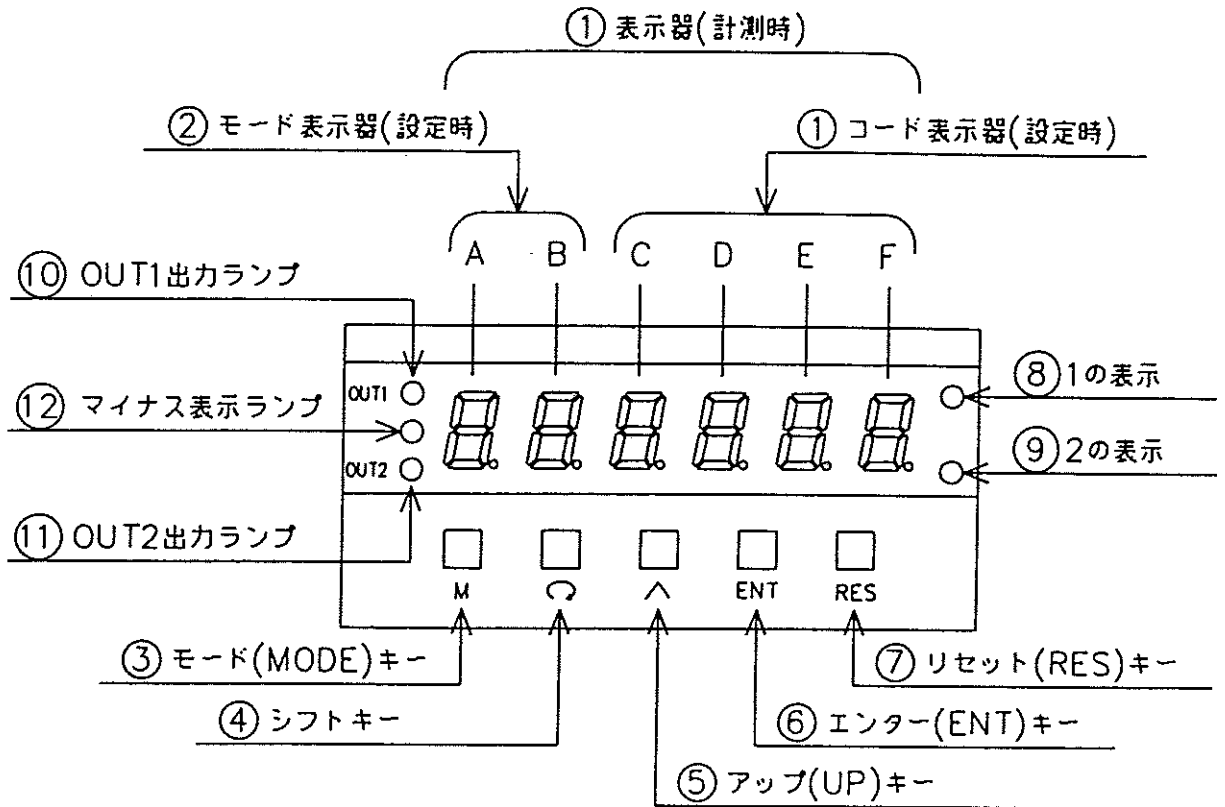 ① 表示器(計測時)
② モード表示器(設定時)
① コード表示器(設定時)
A B C D E F
⑩ OUT1出力ランプ
⑧ 1の表示
OUT1
⑫ マイナス表示ランプ
⑨ 2の表示
OUT2
⑪ OUT2出力ランプ
M ENT RES
③ モード(MODE)キー
⑦ リセット(RES)キー
④ シフトキー
⑥ エンター(ENT)キー
⑤ アップ(UP)キー